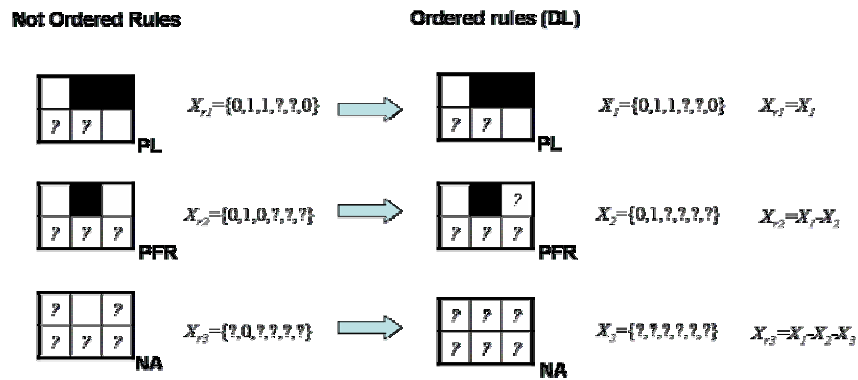 Not Ordered Rules
Ordered rules (DL)
X_{r1}={0,1,1,?,?,0}
X_1={0,1,1,?,?,0}
X_{r1}=X_1
? ?
PL
? ?
PL
X_{r2}={0,1,0,?,?,?}
?
X_2={0,1,?,?,?,?}
X_{r2}=X_1-X_2
? ? ?
PFR
? ? ?
PFR
? ?
X_{r3}={?,0,?,?,?,?}
? ? ?
X_3={?,?,?,?,?,?}
X_{r3}=X_1-X_2-X_3
? ? ?
NA
? ? ?
NA